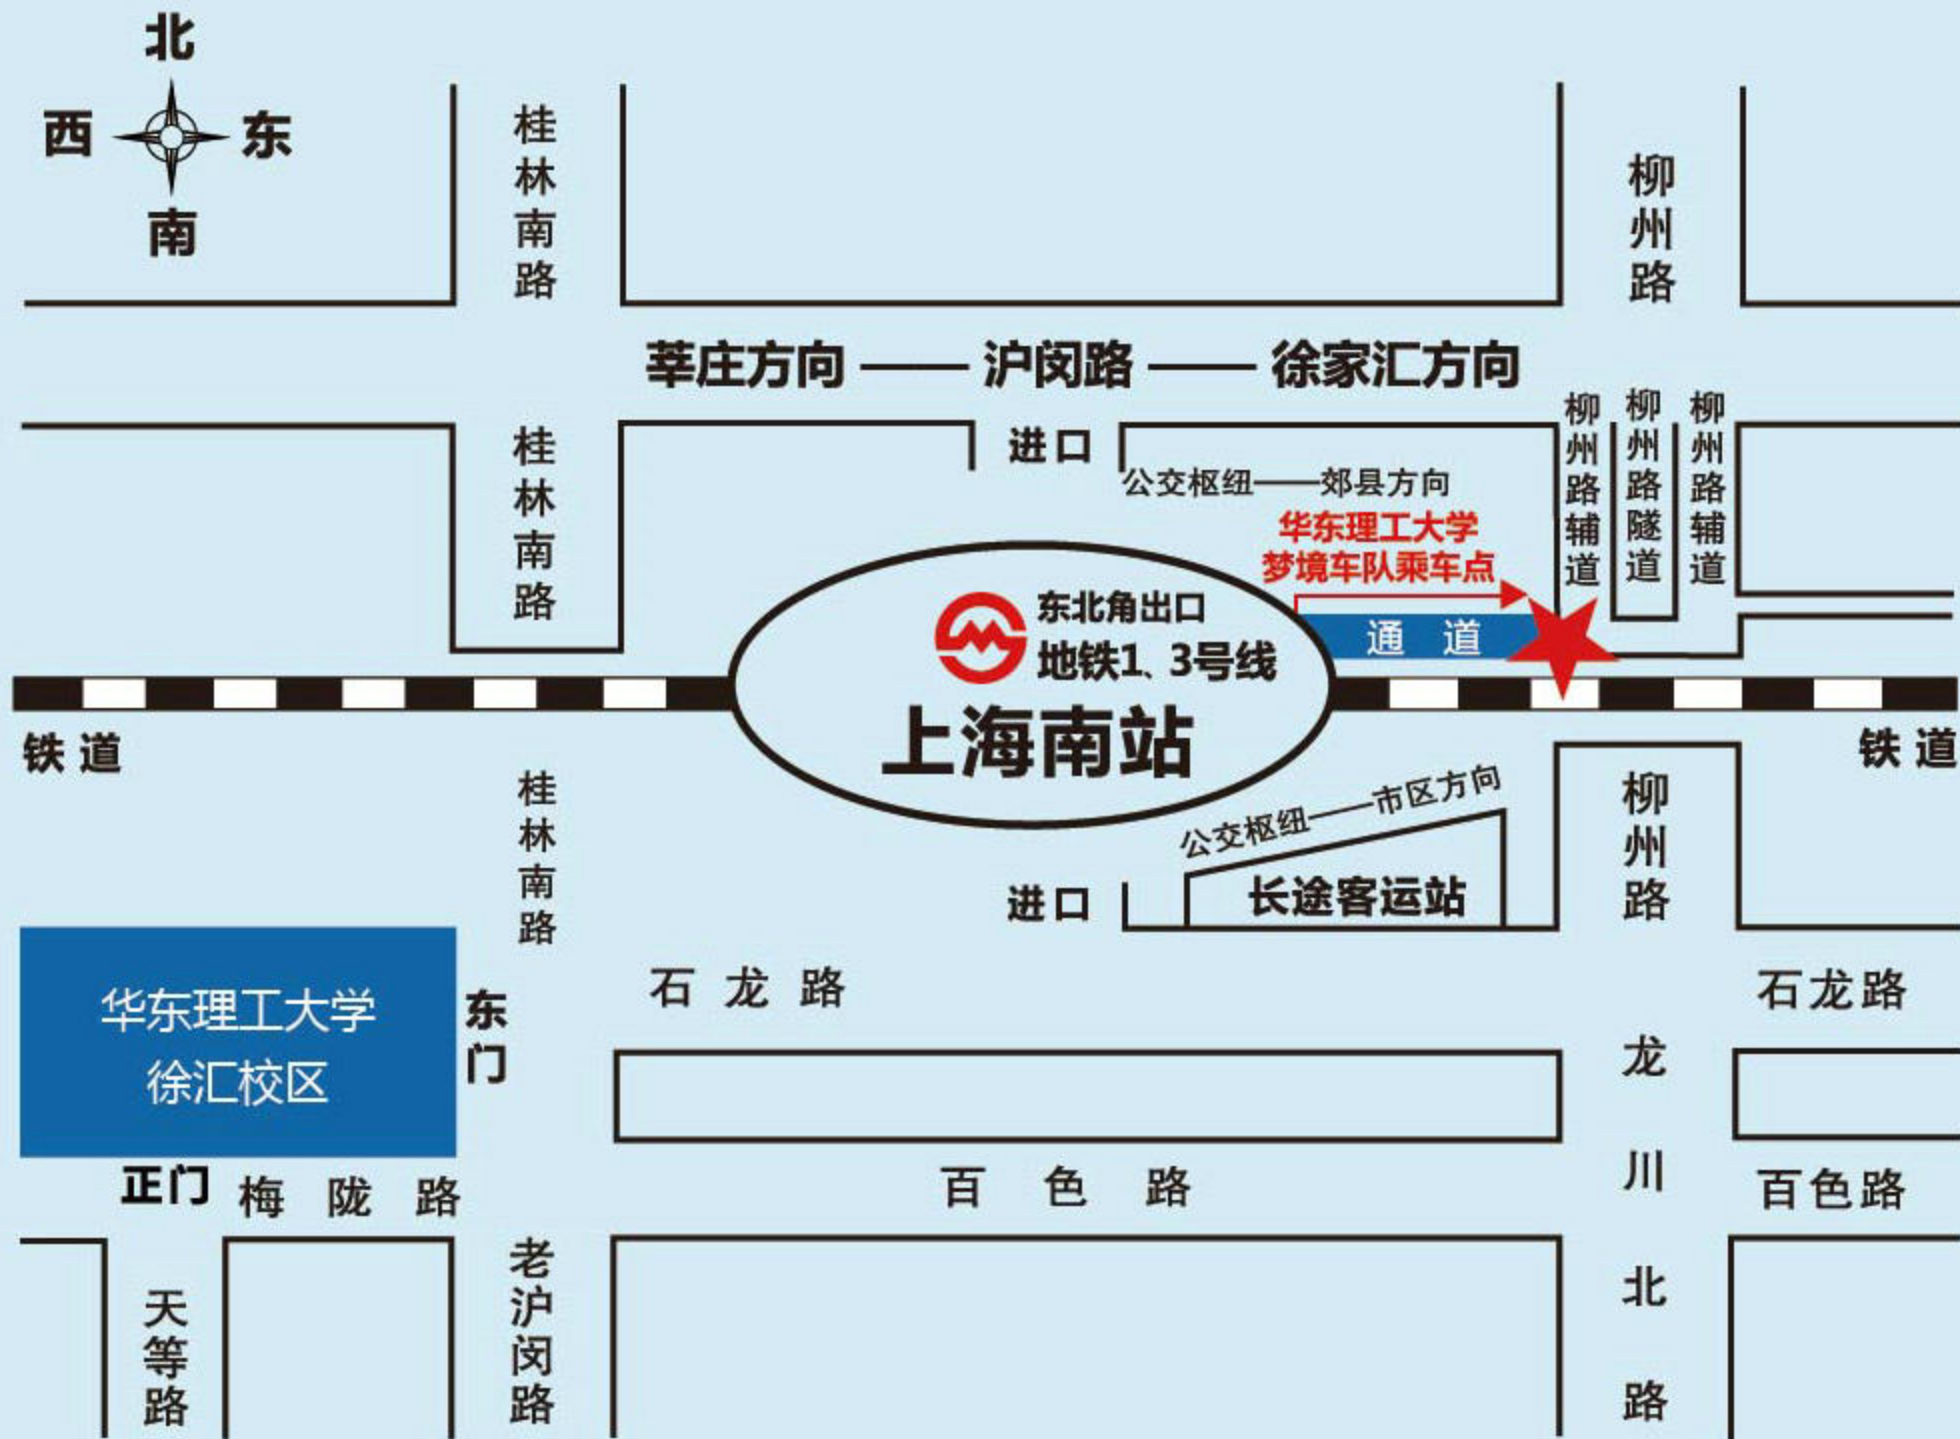 北
西 东
南
桂林南路
柳州路
莘庄方向——沪闵路——徐家汇方向
桂林南路
进口
公交枢纽——郊县方向
柳州路辅道
柳州路隧道
柳州路辅道
华东理工大学
梦境车队乘车点
通 道
东北角出口
地铁1、3号线
上海南站
铁道
铁道
桂林南路
公交枢纽——市区方向
柳州路
进口
长途客运站
华东理工大学
徐汇校区
东门
石龙路
石龙路
龙川北路
正门
梅陇路
百色路
百色路
天等路
老沪闵路